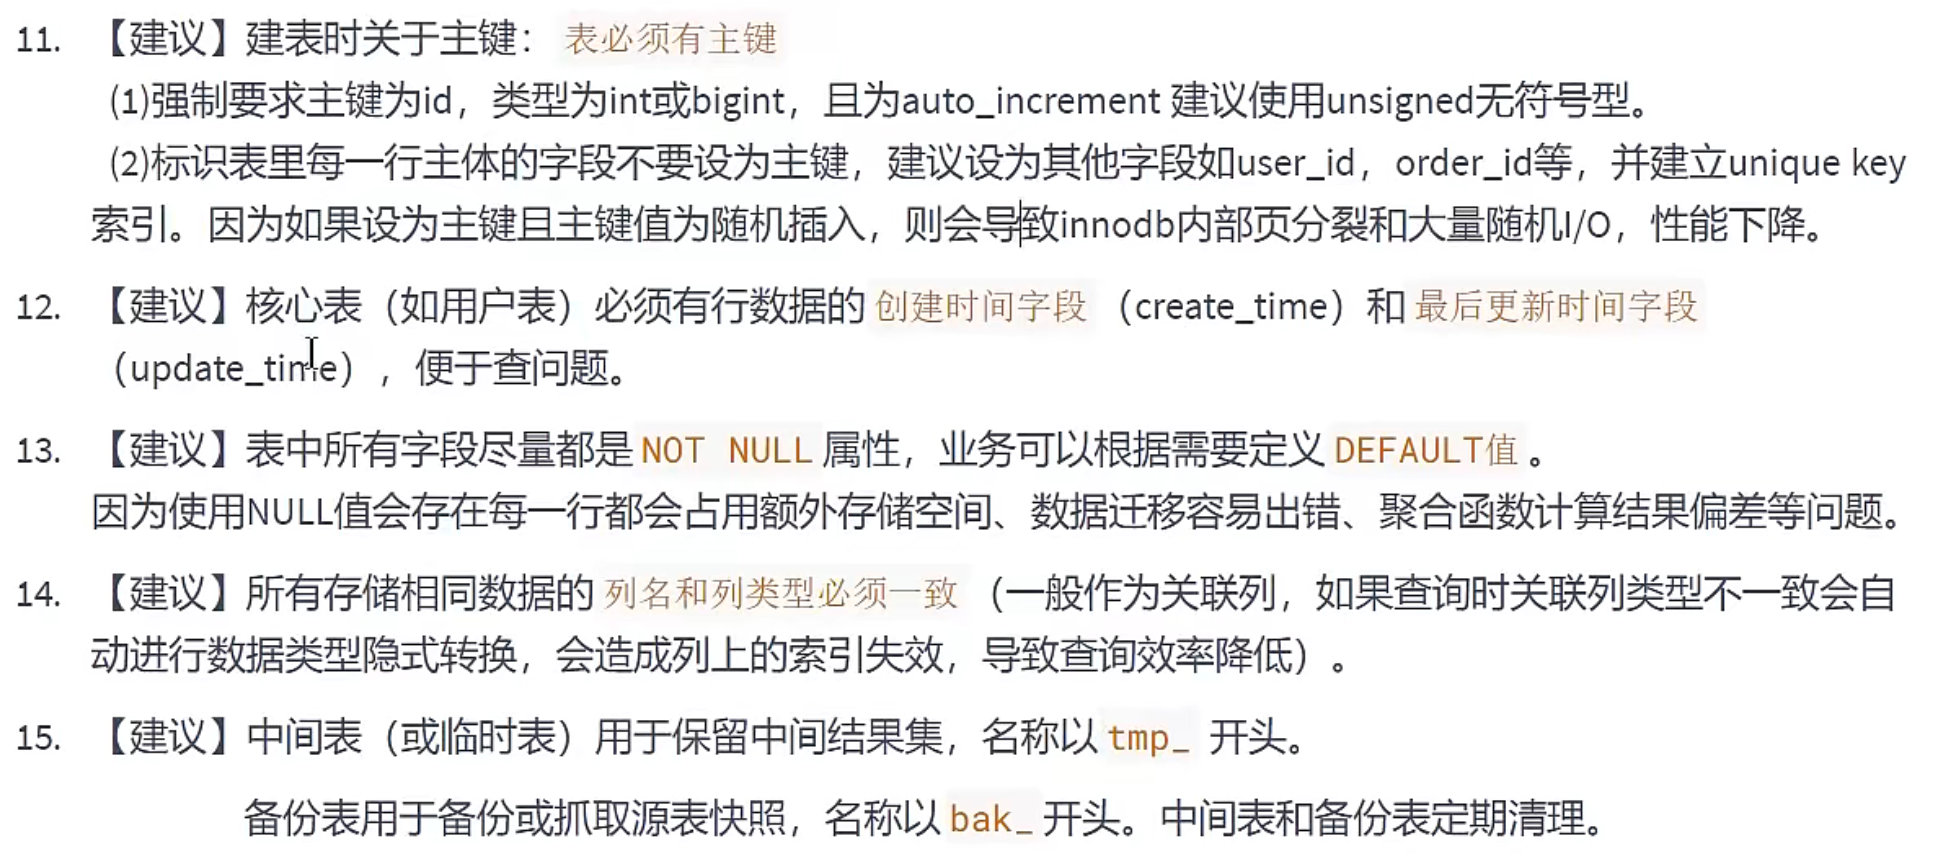 11. 【建议】建表时关于主键： 表必须有主键
(1)强制要求主键为id，类型为int或bigint，且为auto_increment 建议使用unsigned无符号型。
(2)标识表里每一行主体的字段不要设为主键，建议设为其他字段如user_id，order_id等，并建立unique key
索引。因为如果设为主键且主键值为随机插入，则会导致innodb内部页分裂和大量随机I/O，性能下降。
12. 【建议】核心表（如用户表）必须有行数据的 创建时间字段 （create_time）和 最后更新时间字段
（update_time），便于查问题。
13. 【建议】表中所有字段尽量都是 NOT NULL 属性，业务可以根据需要定义 DEFAULT值 。
因为使用NULL值会存在每一行都会占用额外存储空间、数据迁移容易出错、聚合函数计算结果偏差等问题。
14. 【建议】所有存储相同数据的 列名和列类型必须一致 （一般作为关联列，如果查询时关联列类型不一致会自
动进行数据类型隐式转换，会造成列上的索引失效，导致查询效率降低）。
15. 【建议】中间表（或临时表）用于保留中间结果集，名称以 tmp_ 开头。
备份表用于备份或抓取源表快照，名称以 bak_ 开头。中间表和备份表定期清理。